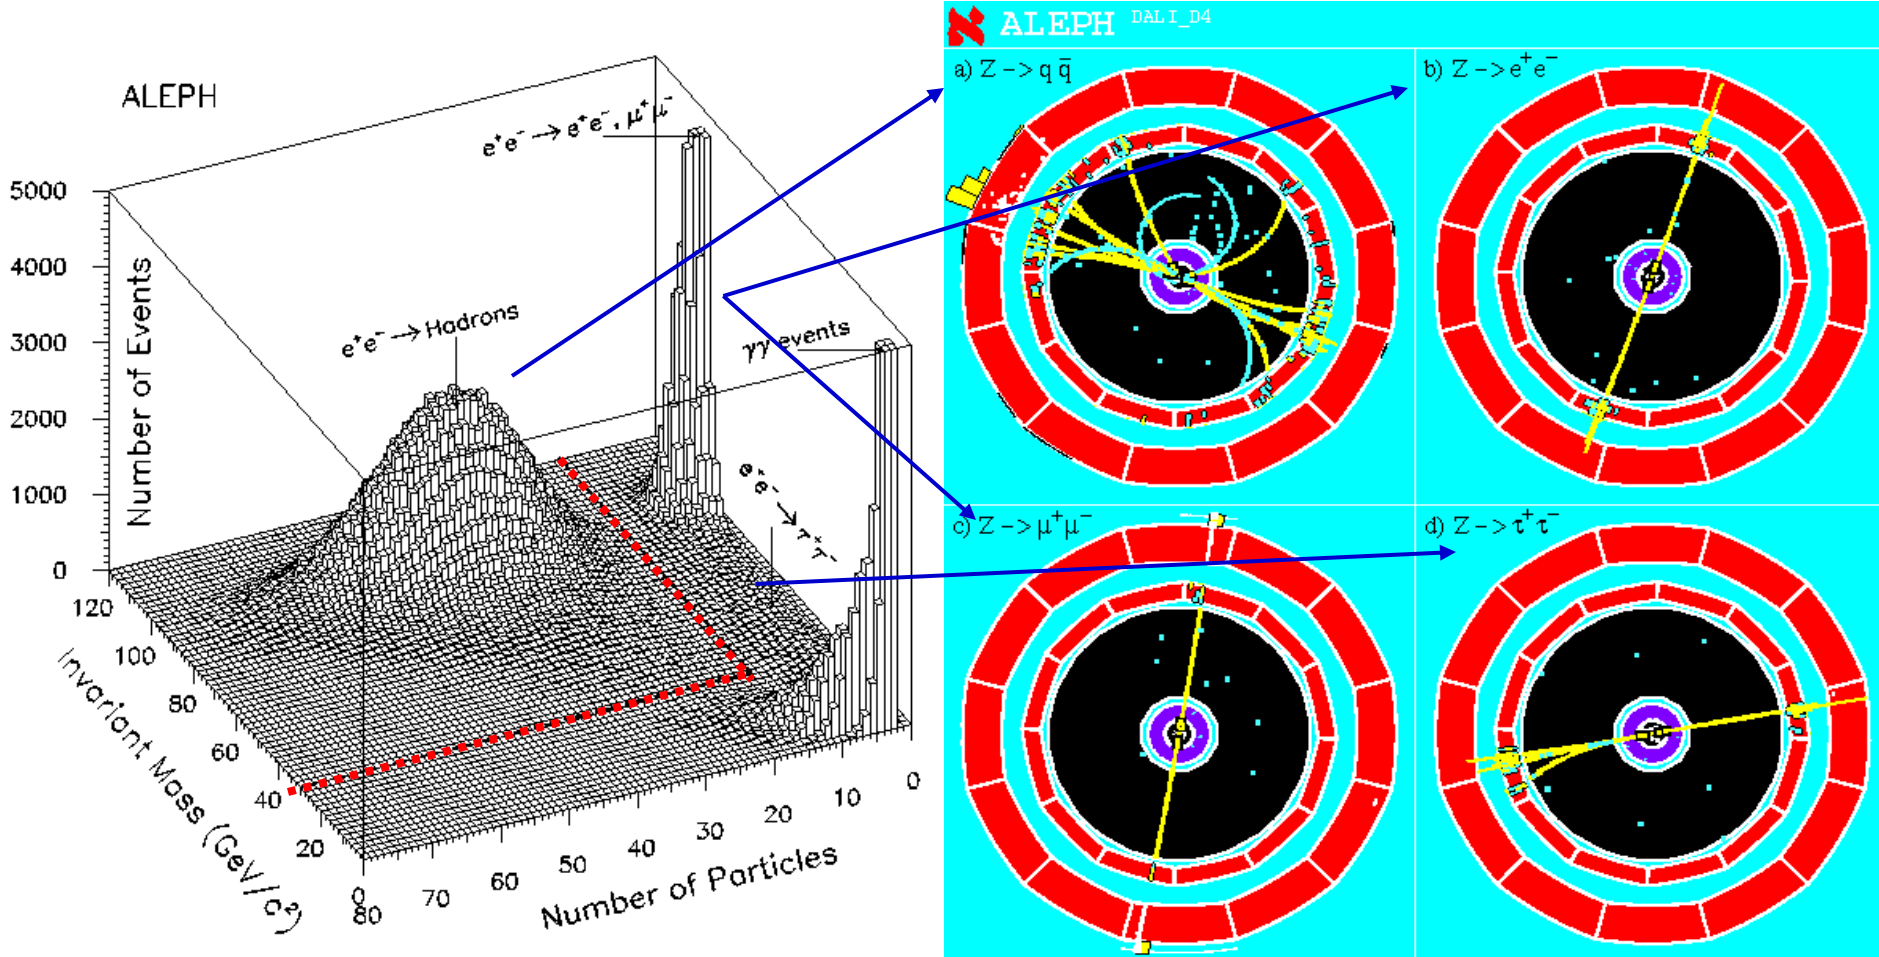 ALEPH
e⁺e⁻ → e⁺e⁻, μ⁺μ⁻
e⁺e⁻ → Hadrons
γγ events
e⁺e⁻ → τ⁺τ⁻
Number of Events
5000
4000
3000
2000
1000
0
120
100
80
60
40
20
0
Invariant Mass (GeV/c²)
80
70
60
50
40
30
20
10
0
Number of Particles
ALEPH DALI_D4
a) Z -> q q̄
b) Z -> e⁺e⁻
c) Z -> μ⁺μ⁻
d) Z -> τ⁺τ⁻